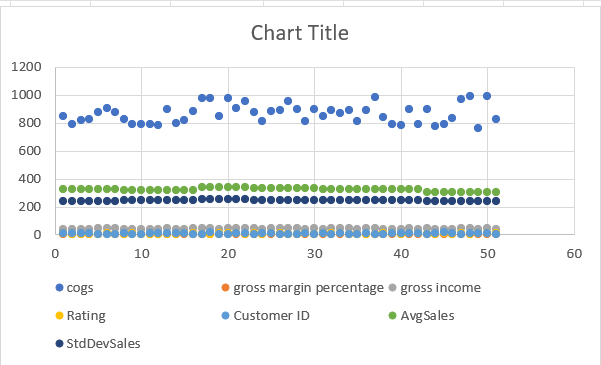 Chart Title
1200
1000
800
600
400
200
0
0 10 20 30 40 50 60
cogs gross margin percentage gross income
Rating Customer ID AvgSales
StdDevSales